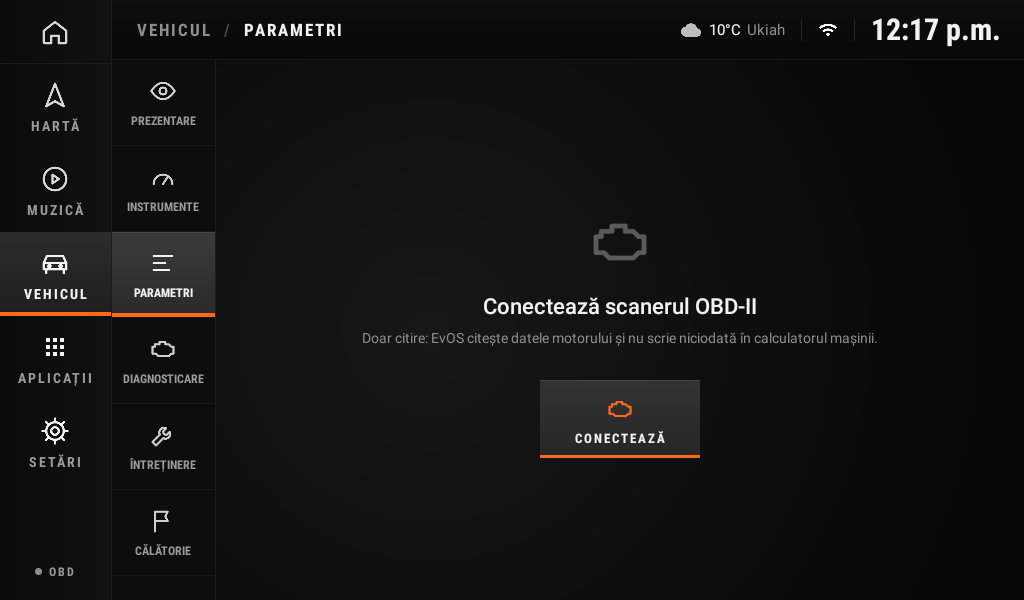 VEHICUL / PARAMETRI
10°C Ukiah
12:17 p.m.
HARTĂ
MUZICĂ
VEHICUL
APLICAȚII
SETĂRI
OBD
PREZENTARE
INSTRUMENTE
PARAMETRI
DIAGNOSTICARE
ÎNTREȚINERE
CĂLĂTORIE
Conectează scanerul OBD-II
Doar citire: EvOS citește datele motorului și nu scrie niciodată în calculatorul mașinii.
CONECTEAZĂ